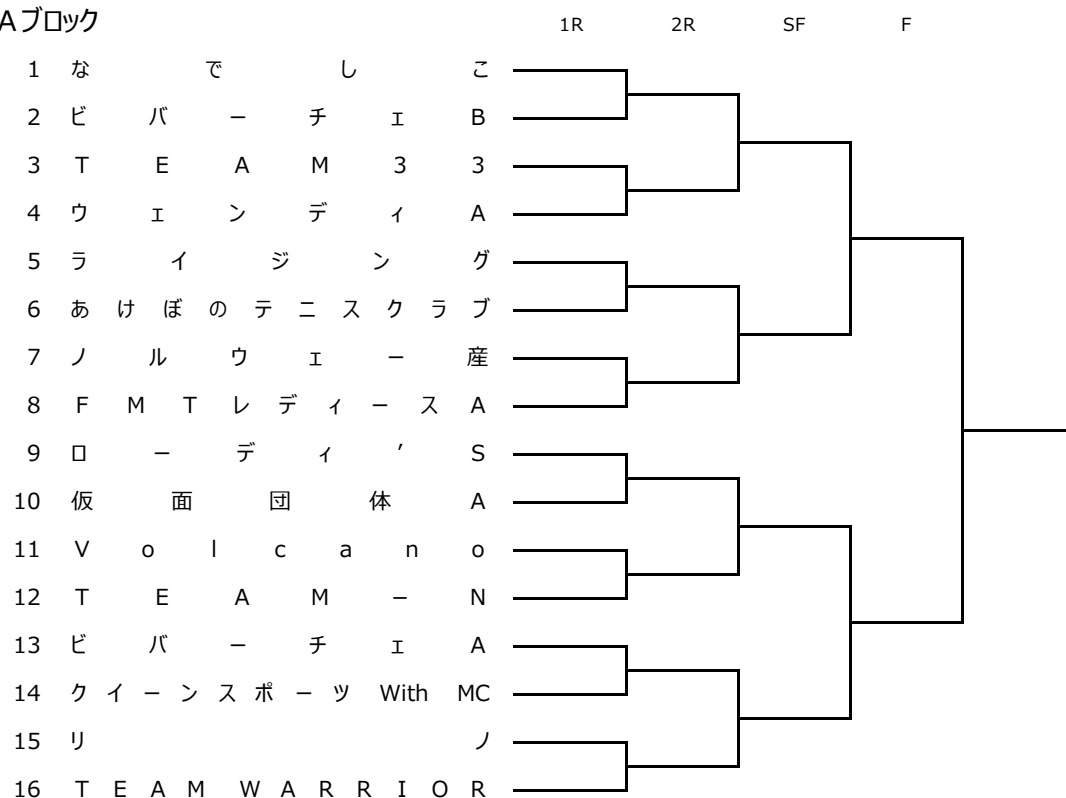 Aブロック 1R 2R SF F
1 なでしこ
2 ビバーチェB
3 TEAM33
4 ウェンディA
5 ライジング
6 あけぼのテニスクラブ
7 ノルウェー産
8 FMTレディースA
9 ローディ’S
10 仮面団体A
11 Volcano
12 TEAM−N
13 ビバーチェA
14 クイーンスポーツ With MC
15 リノ
16 TEAM WARRIOR